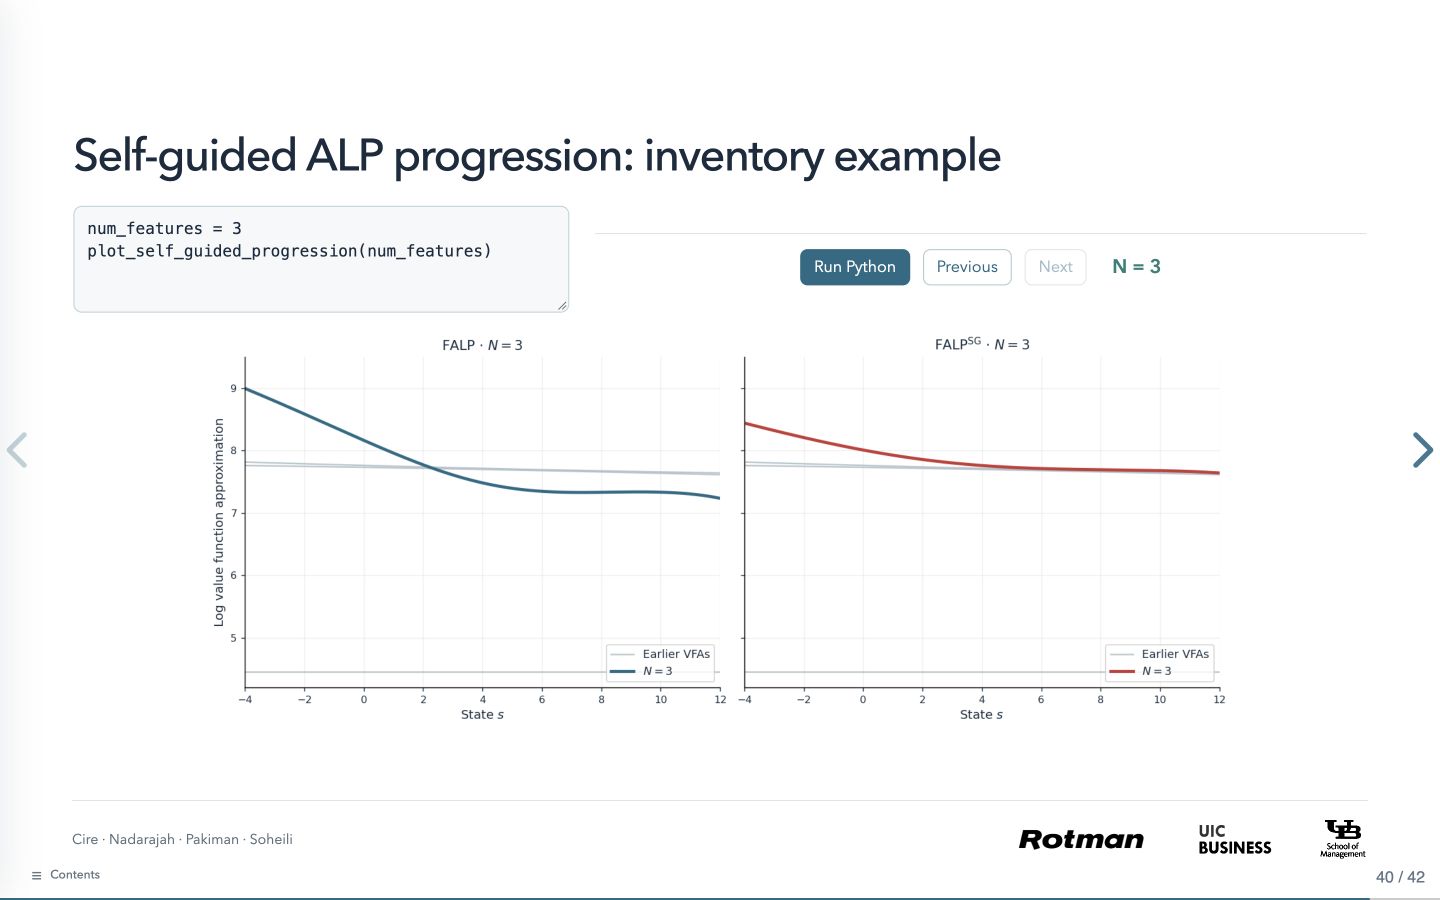 Self-guided ALP progression: inventory example
num_features = 3
plot_self_guided_progression(num_features)
Run Python
Previous
Next
N = 3
FALP · N = 3
Log value function approximation
9
8
7
6
5
Earlier VFAs
N = 3
−4 −2 0 2 4 6 8 10 12
State s
FALPSG · N = 3
Earlier VFAs
N = 3
−4 −2 0 2 4 6 8 10 12
State s
Cire · Nadarajah · Pakiman · Soheili
Rotman
UIC
BUSINESS
UB
School of
Management
≡ Contents
40 / 42